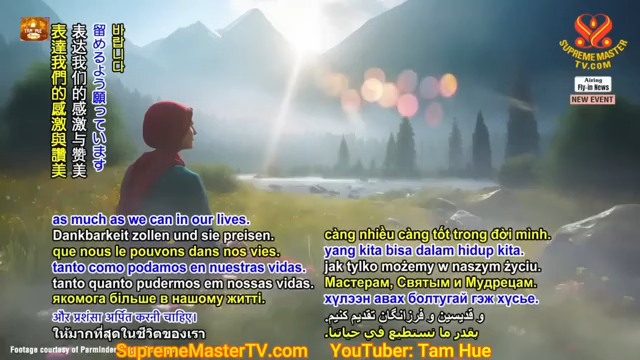 바랍니다
留めるよう願っています
表达我们的感激与赞美
表達我們的感激與讚美
SUPREME MASTER
TV.COM
Airing
Fly-in News
NEW EVENT
as much as we can in our lives.
Dankbarkeit zollen und sie preisen.
que nous le pouvons dans nos vies.
tanto como podamos en nuestras vidas.
tanto quanto pudermos em nossas vidas.
якомога більше в нашому житті.
और प्रशंसा अर्पित करनी चाहिए।
ให้มากที่สุดในชีวิตของเรา
càng nhiều càng tốt trong đời mình.
yang kita bisa dalam hidup kita.
jak tylko możemy w naszym życiu.
Мастерам, Святым и Мудрецам.
хүлээн авах болтугай гэж хүсье.
و قدیسین و فرزانگان تقدیم کنیم.
بقدر ما نستطيع في حياتنا.
Footage courtesy of Parminder
SupremeMasterTV.com
YouTuber: Tam Hue